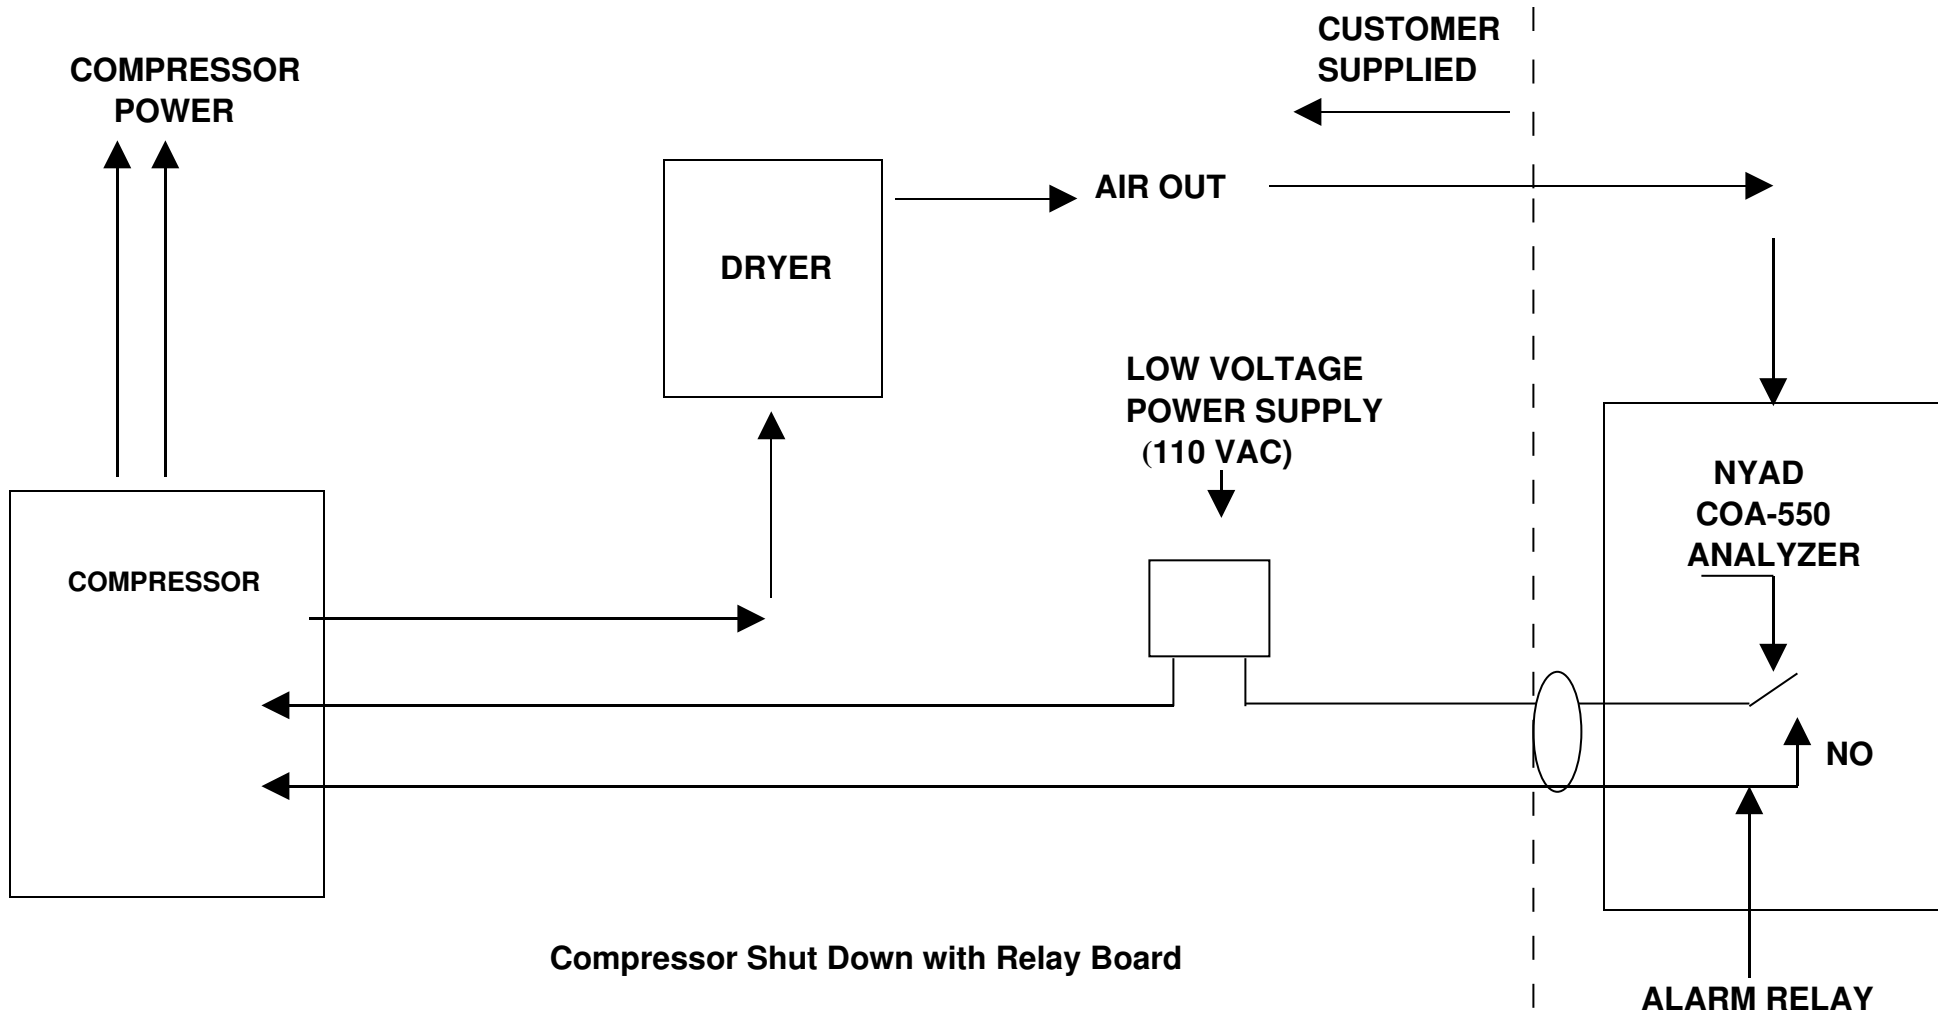 CUSTOMER
SUPPLIED
COMPRESSOR
POWER
AIR OUT
DRYER
LOW VOLTAGE
POWER SUPPLY
(110 VAC)
NYAD
COA-550
ANALYZER
COMPRESSOR
NO
Compressor Shut Down with Relay Board
ALARM RELAY